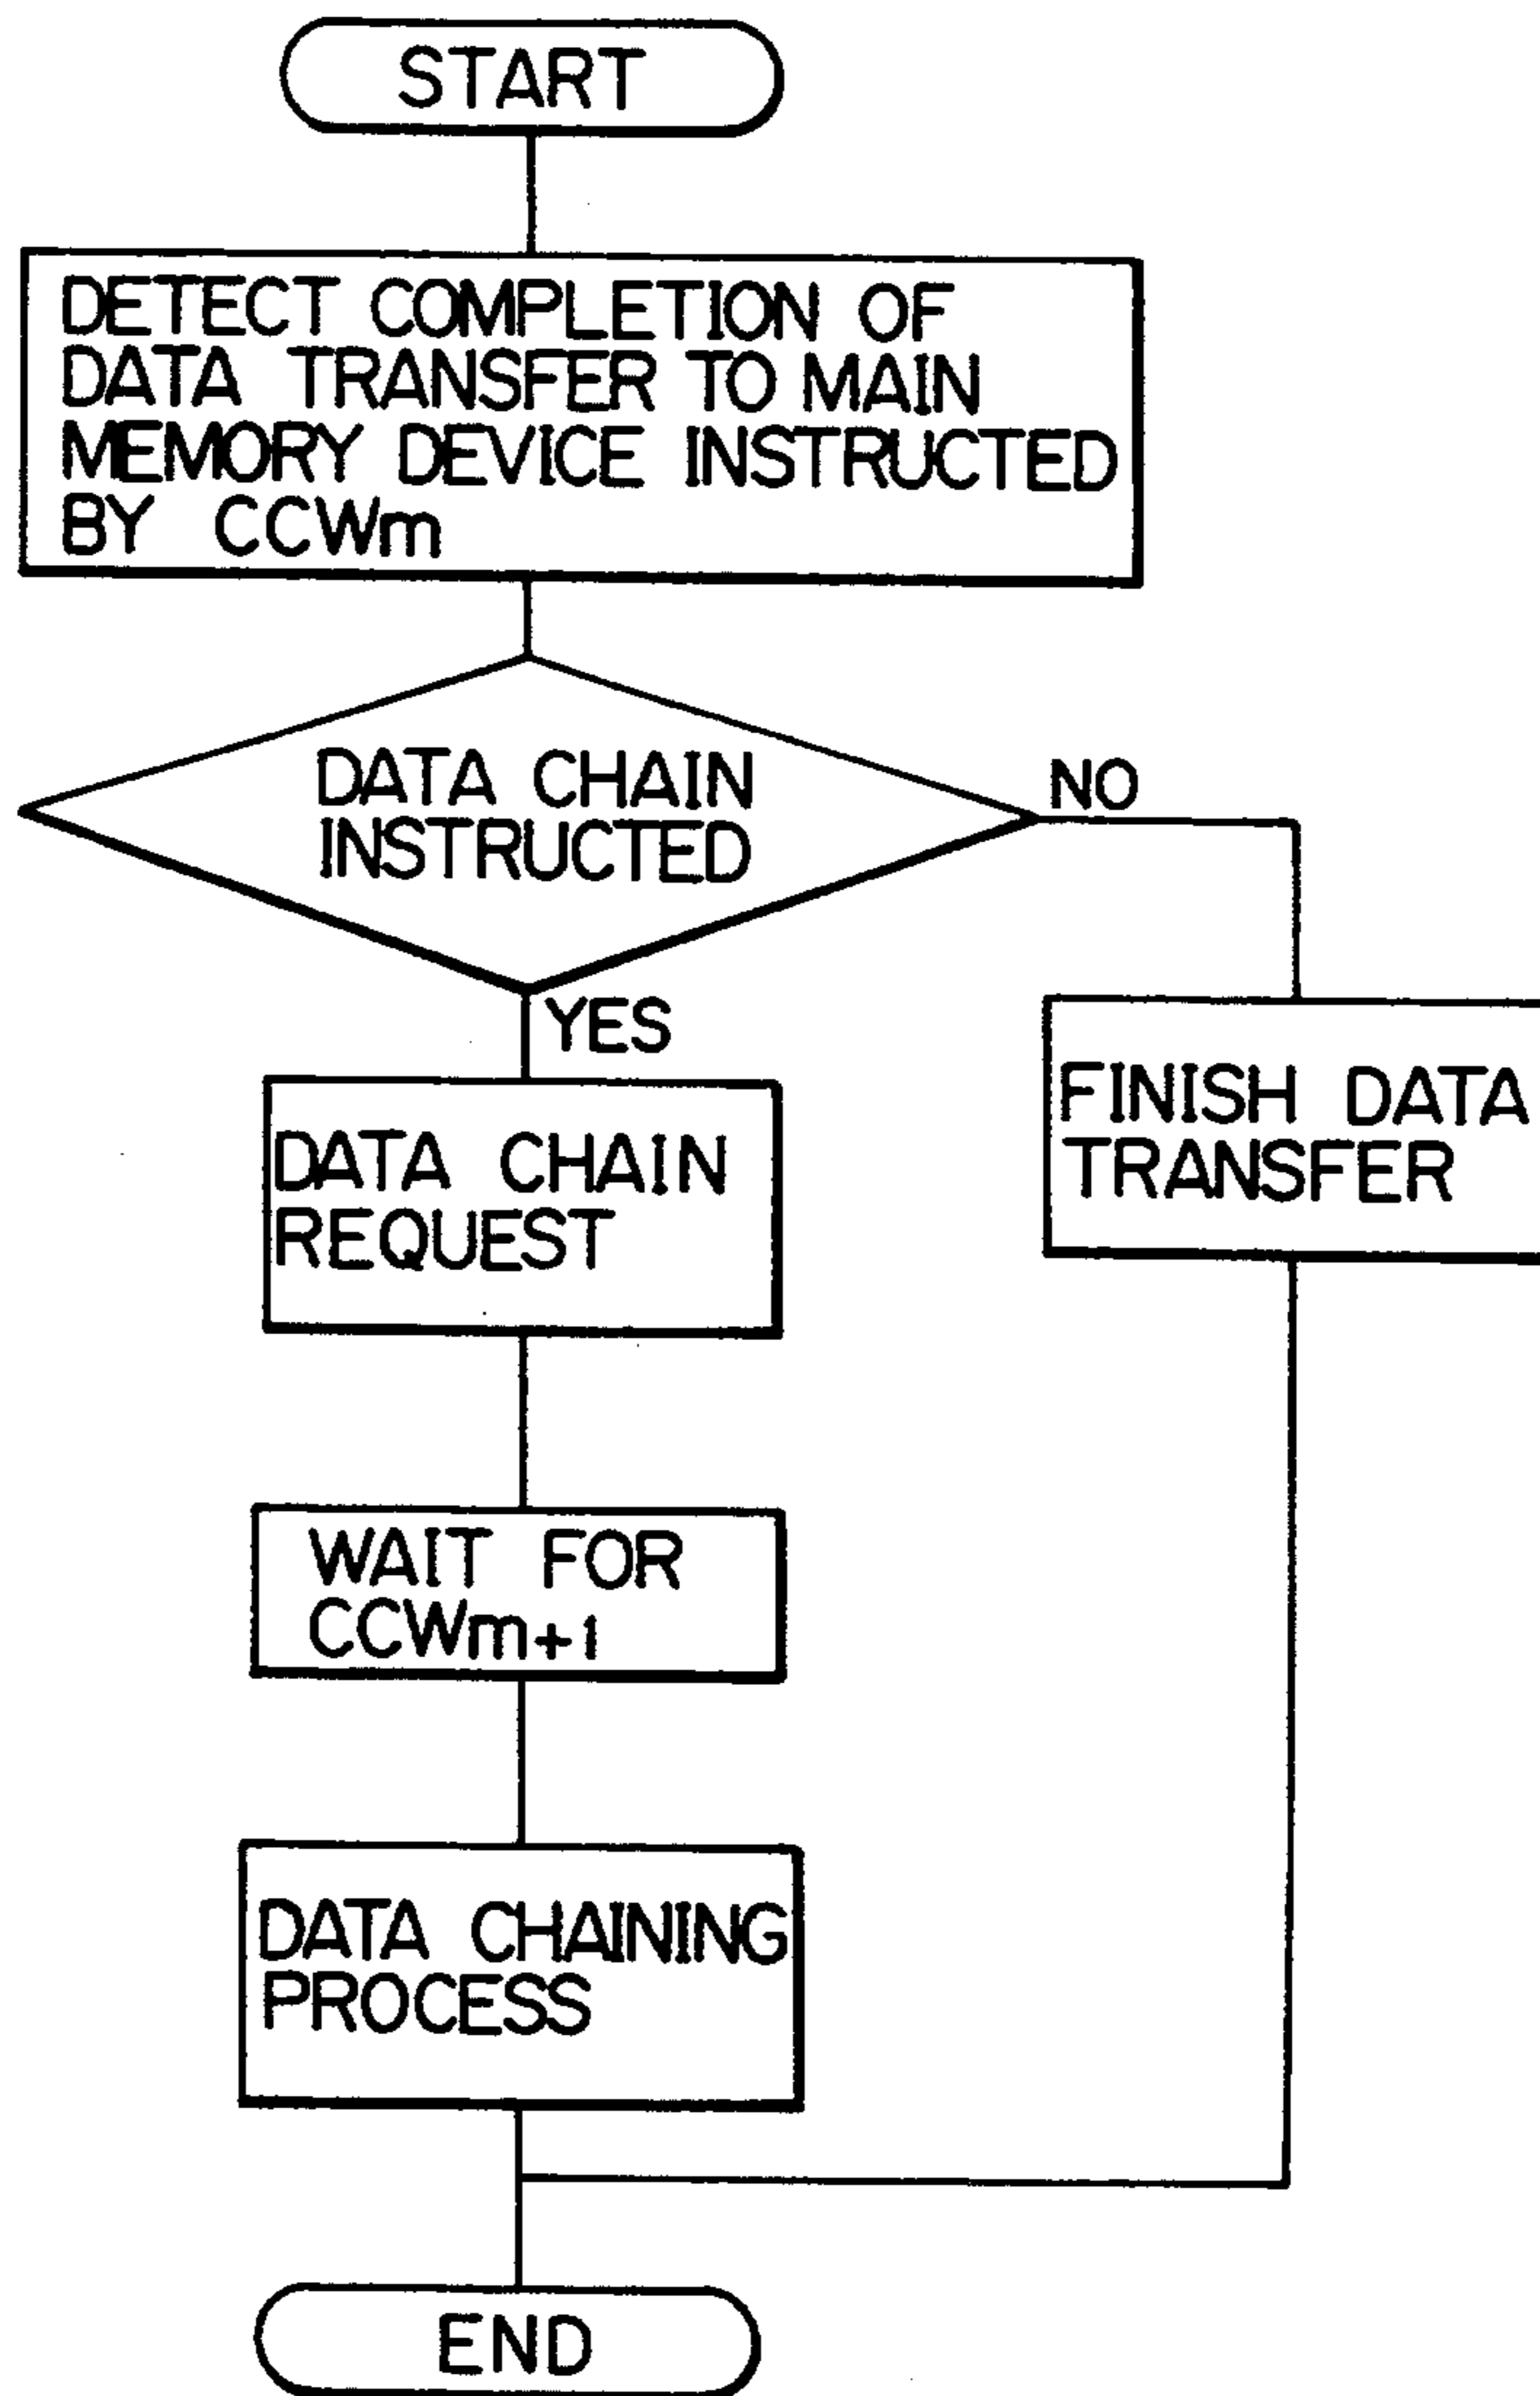 START
DETECT COMPLETION OF
DATA TRANSFER TO MAIN
MEMORY DEVICE INSTRUCTED
BY CCWm
DATA CHAIN
INSTRUCTED
NO
YES
FINISH DATA
TRANSFER
DATA CHAIN
REQUEST
WAIT FOR
CCWm+1
DATA CHAINING
PROCESS
END